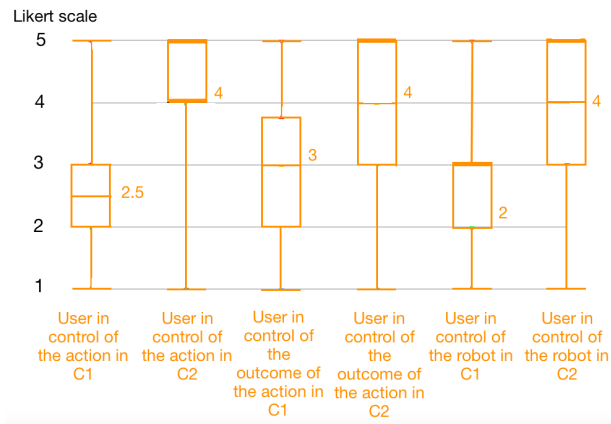 Likert scale
5
4
3
2
1
2.5
4
3
4
2
4
User in
control of
the action in
C1
User in
control of
the action in
C2
User in
control of
the
outcome of
the action in
C1
User in
control of
the
outcome of
the action in
C2
User in
control of
the robot in
C1
User in
control of
the robot in
C2